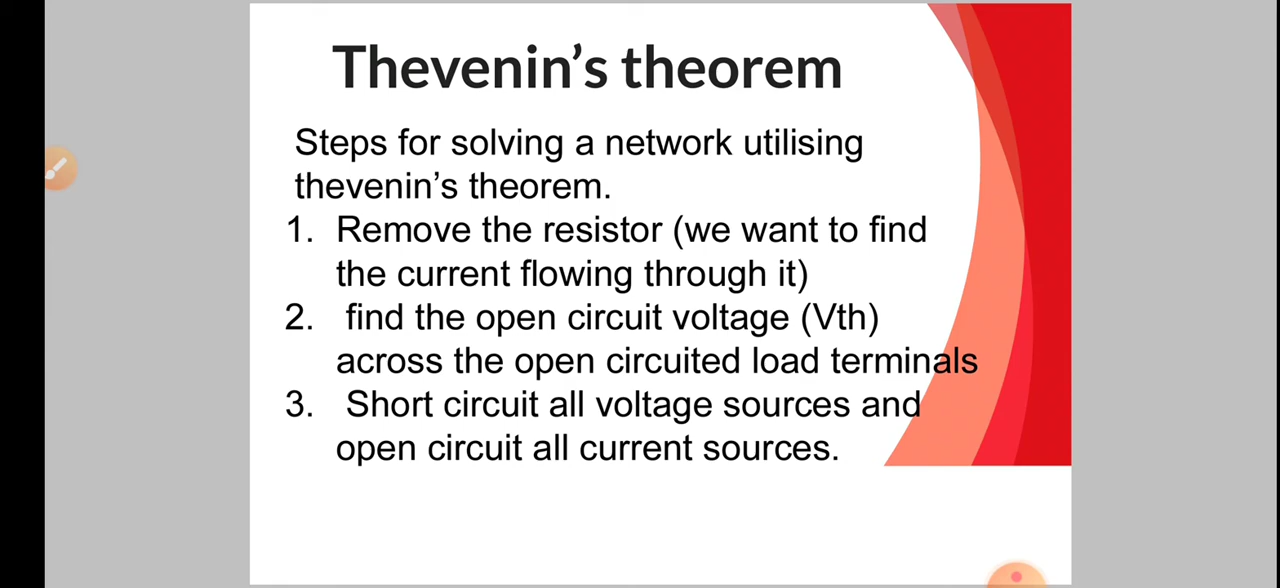 Thevenin’s theorem
Steps for solving a network utilising
thevenin’s theorem.
1. Remove the resistor (we want to find
the current flowing through it)
2. find the open circuit voltage (Vth)
across the open circuited load terminals
3. Short circuit all voltage sources and
open circuit all current sources.